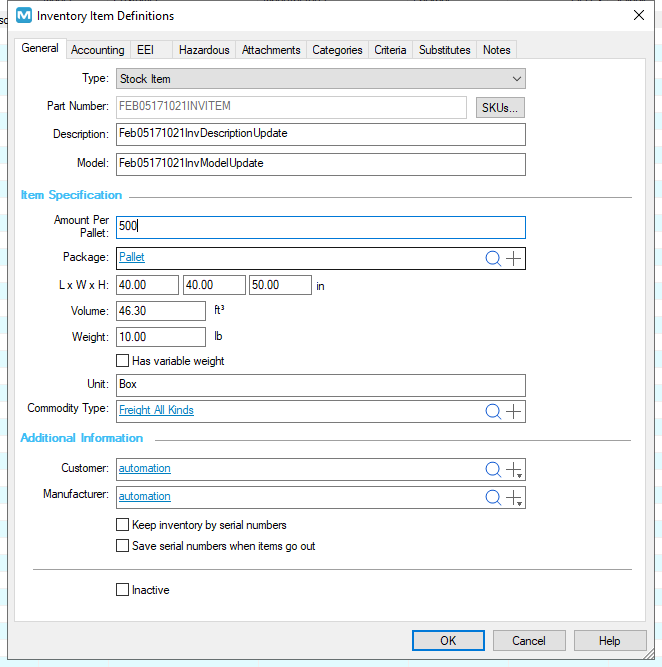 Inventory Item Definitions
General Accounting EEI Hazardous Attachments Categories Criteria Substitutes Notes
Type: Stock Item
Part Number: FEB05171021INVITEM SKUs...
Description: Feb05171021InvDescriptionUpdate
Model: Feb05171021InvModelUpdate
Item Specification
Amount Per
Pallet: 500
Package: Pallet
L x W x H: 40.00 40.00 50.00 in
Volume: 46.30 ft³
Weight: 10.00 lb
Has variable weight
Unit: Box
Commodity Type: Freight All Kinds
Additional Information
Customer: automation
Manufacturer: automation
Keep inventory by serial numbers
Save serial numbers when items go out
Inactive
OK Cancel Help